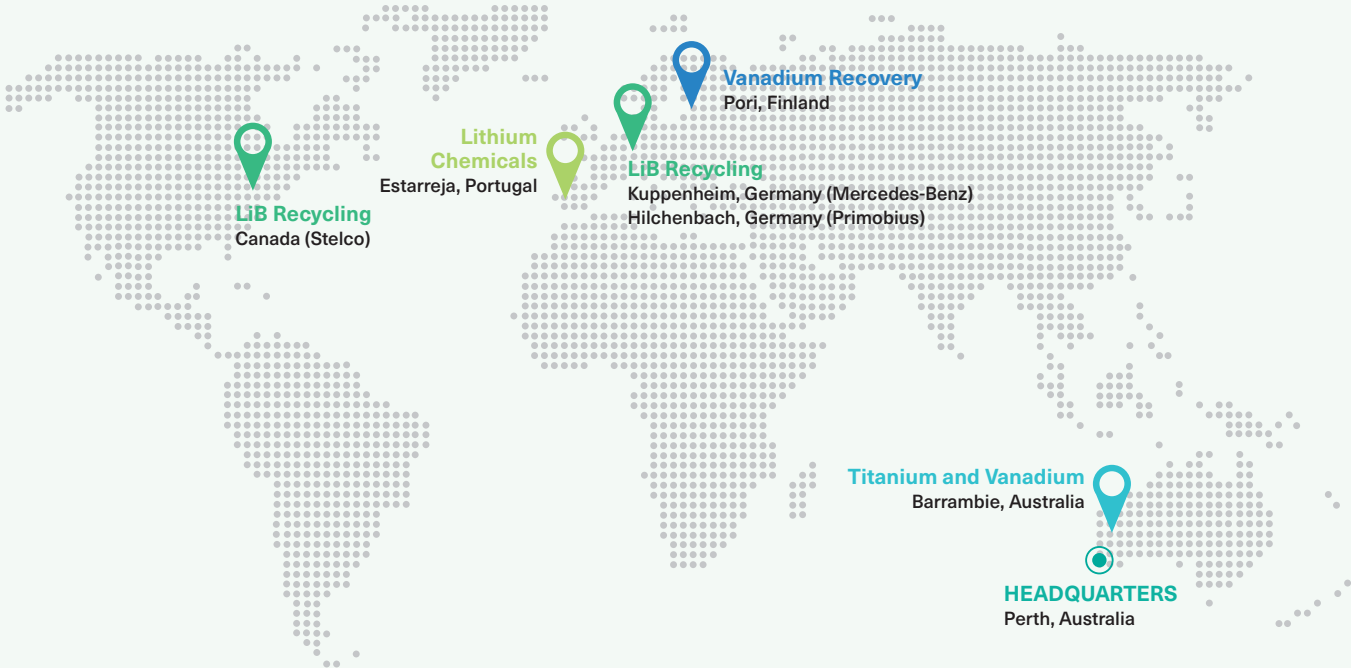 Vanadium Recovery
Pori, Finland
Lithium
Chemicals
Estarreja, Portugal
LiB Recycling
Kuppenheim, Germany (Mercedes-Benz)
Hilchenbach, Germany (Primobius)
LiB Recycling
Canada (Stelco)
Titanium and Vanadium
Barrambie, Australia
HEADQUARTERS
Perth, Australia